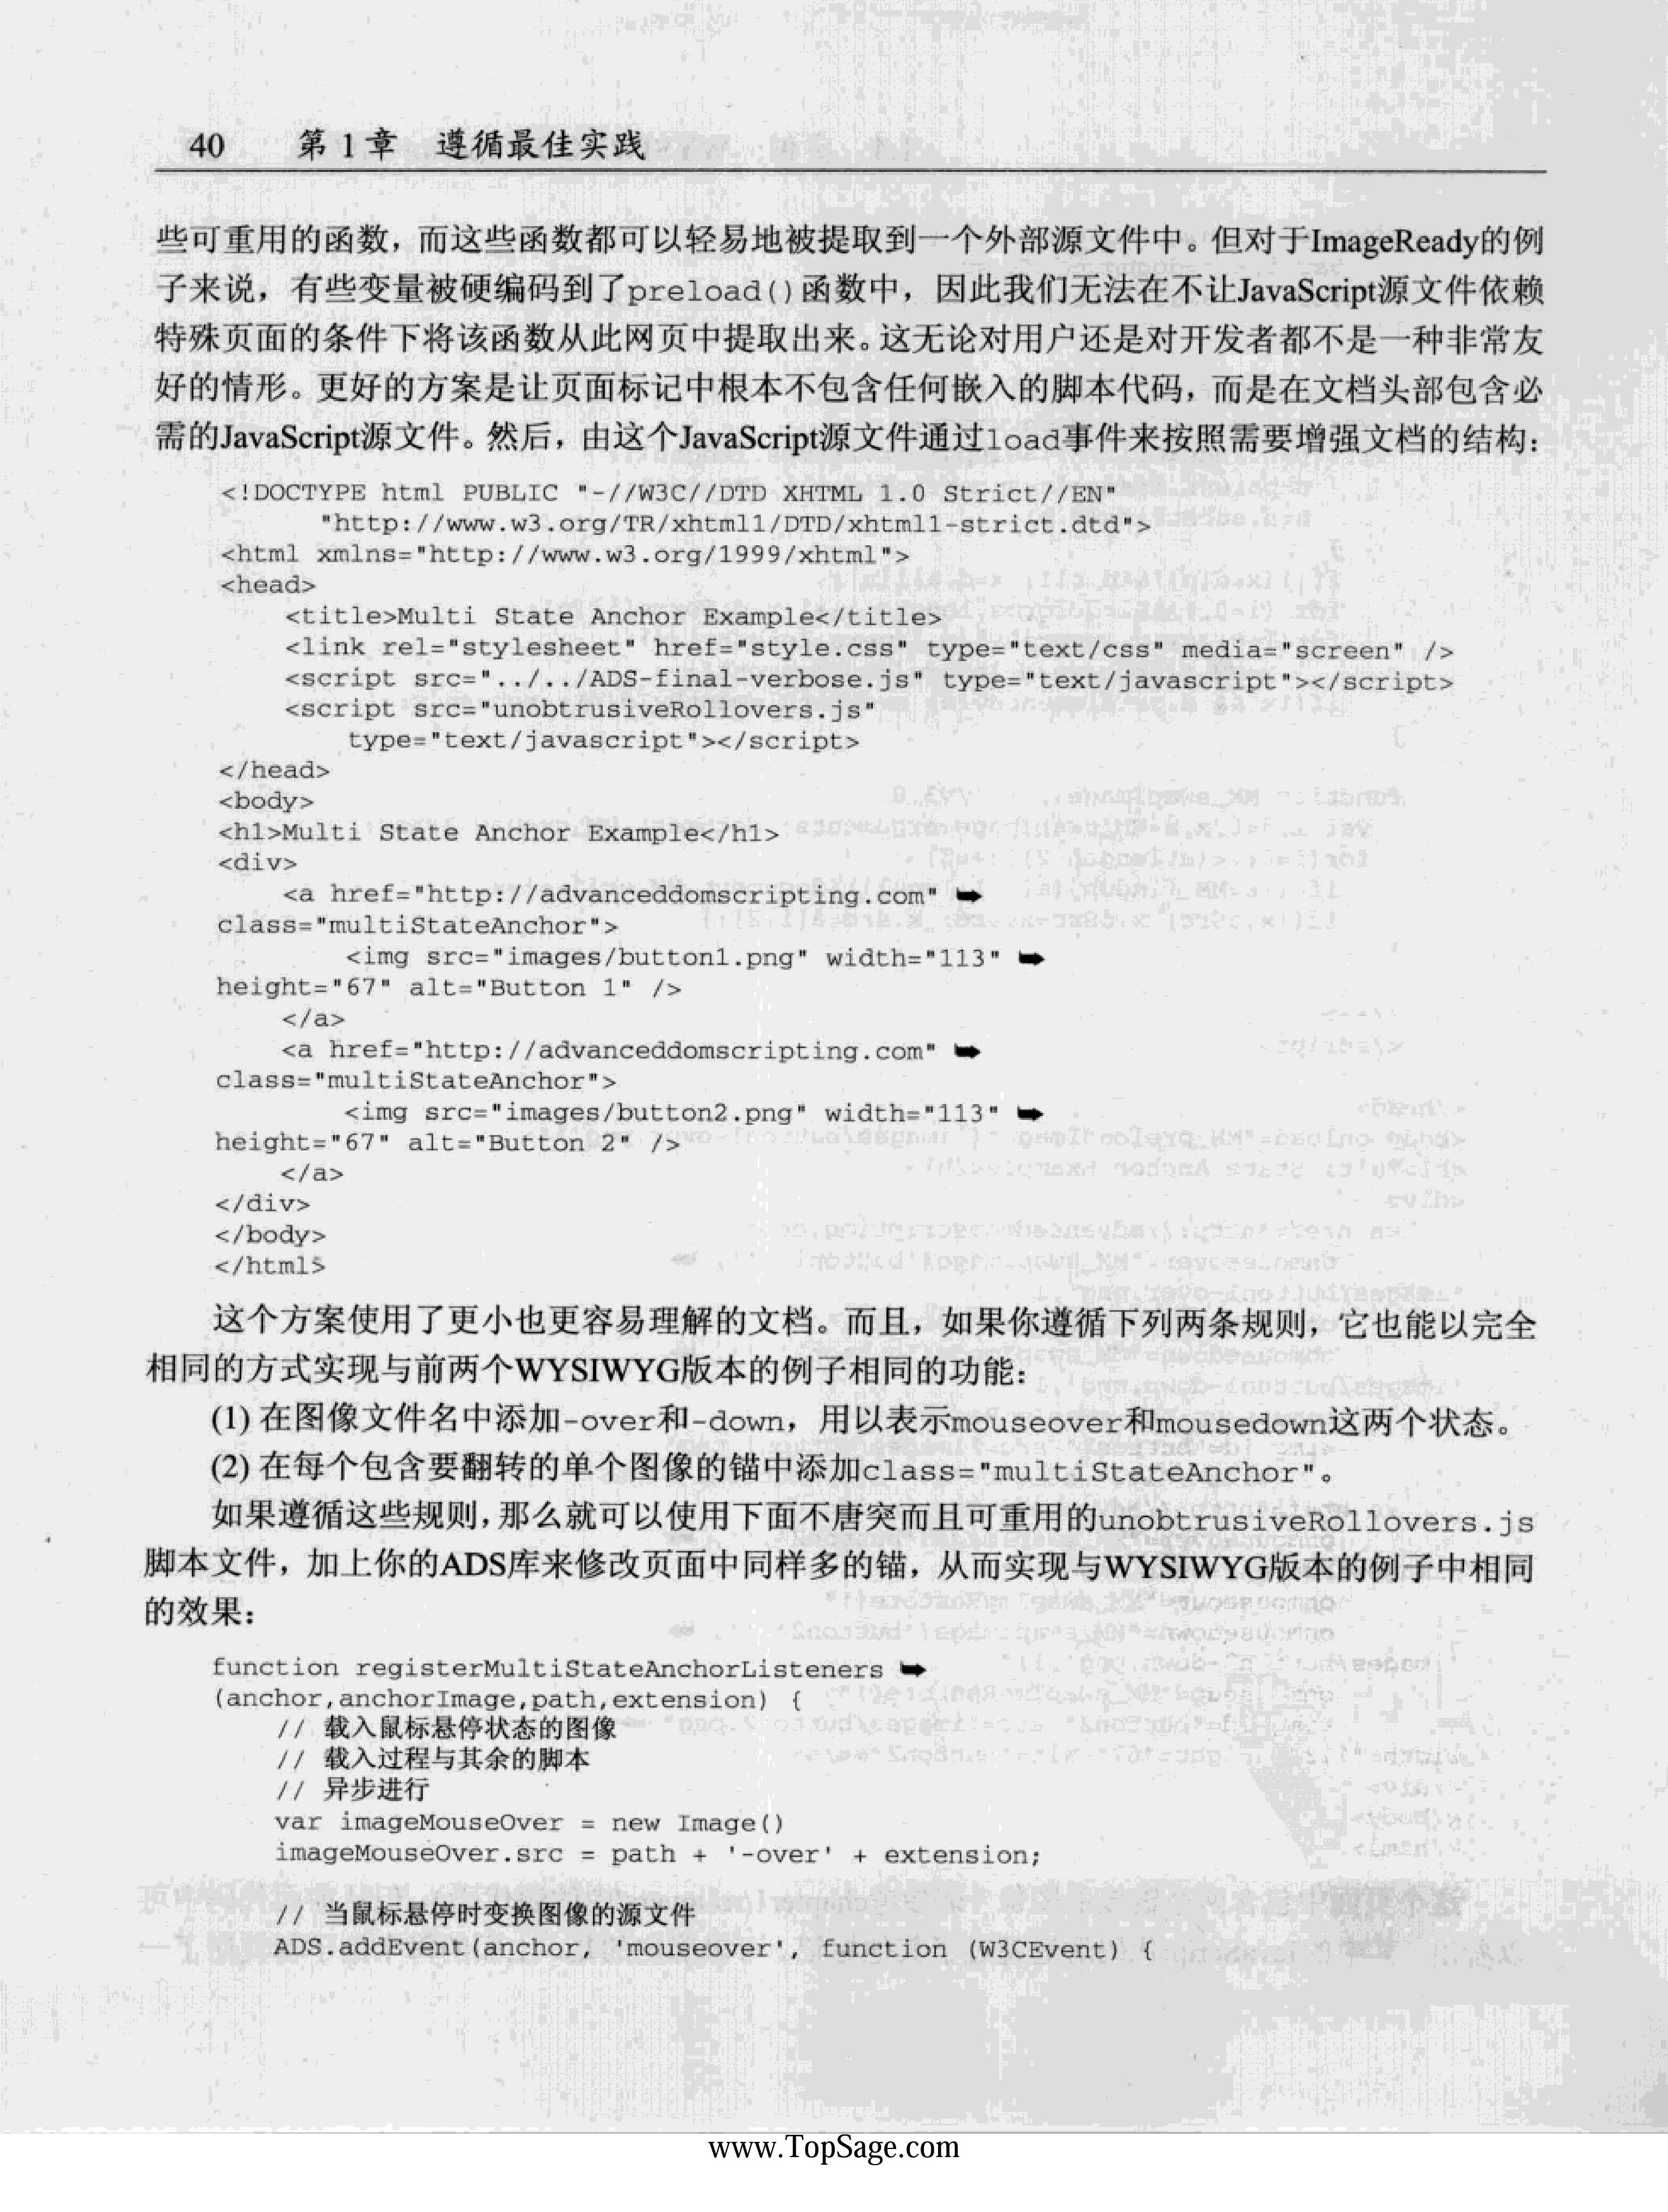 40 第 1 章 遵循最佳实践
些可重用的函数，而这些函数都可以轻易地被提取到一个外部源文件中。但对于ImageReady的例
子来说，有些变量被硬编码到了preload()函数中，因此我们无法在不让JavaScript源文件依赖
特殊页面的条件下将该函数从此网页中提取出来。这无论对用户还是对开发者都不是一种非常友
好的情形。更好的方案是让页面标记中根本不包含任何嵌入的脚本代码，而是在文档头部包含必
需的JavaScript源文件。然后，由这个JavaScript源文件通过load事件来按照需要增强文档的结构：
<!DOCTYPE html PUBLIC "-//W3C//DTD XHTML 1.0 Strict//EN"
"http://www.w3.org/TR/xhtml1/DTD/xhtml1-strict.dtd">
<html xmlns="http://www.w3.org/1999/xhtml">
<head>
<title>Multi State Anchor Example</title>
<link rel="stylesheet" href="style.css" type="text/css" media="screen" />
<script src="../../ADS-final-verbose.js" type="text/javascript"></script>
<script src="unobtrusiveRollovers.js"
type="text/javascript"></script>
</head>
<body>
<h1>Multi State Anchor Example</h1>
<div>
<a href="http://advanceddomscripting.com" ➥
class="multiStateAnchor">
<img src="images/button1.png" width="113" ➥
height="67" alt="Button 1" />
</a>
<a href="http://advanceddomscripting.com" ➥
class="multiStateAnchor">
<img src="images/button2.png" width="113" ➥
height="67" alt="Button 2" />
</a>
</div>
</body>
</html>
这个方案使用了更小也更容易理解的文档。而且，如果你遵循下列两条规则，它也能以完全
相同的方式实现与前两个WYSIWYG版本的例子相同的功能：
(1) 在图像文件名中添加-over和-down，用以表示mouseover和mousedown这两个状态。
(2) 在每个包含要翻转的单个图像的锚中添加class="multiStateAnchor"。
如果遵循这些规则，那么就可以使用下面不唐突而且可重用的unobtrusiveRollovers.js
脚本文件，加上你的ADS库来修改页面中同样多的锚，从而实现与WYSIWYG版本的例子中相同
的效果：
function registerMultiStateAnchorListeners ➥
(anchor,anchorImage,path,extension) {
// 载入鼠标悬停状态的图像
// 载入过程与其余的脚本
// 异步进行
var imageMouseOver = new Image()
imageMouseOver.src = path + '-over' + extension;
// 当鼠标悬停时变换图像的源文件
ADS.addEvent(anchor, 'mouseover', function (W3CEvent) {
www.TopSage.com